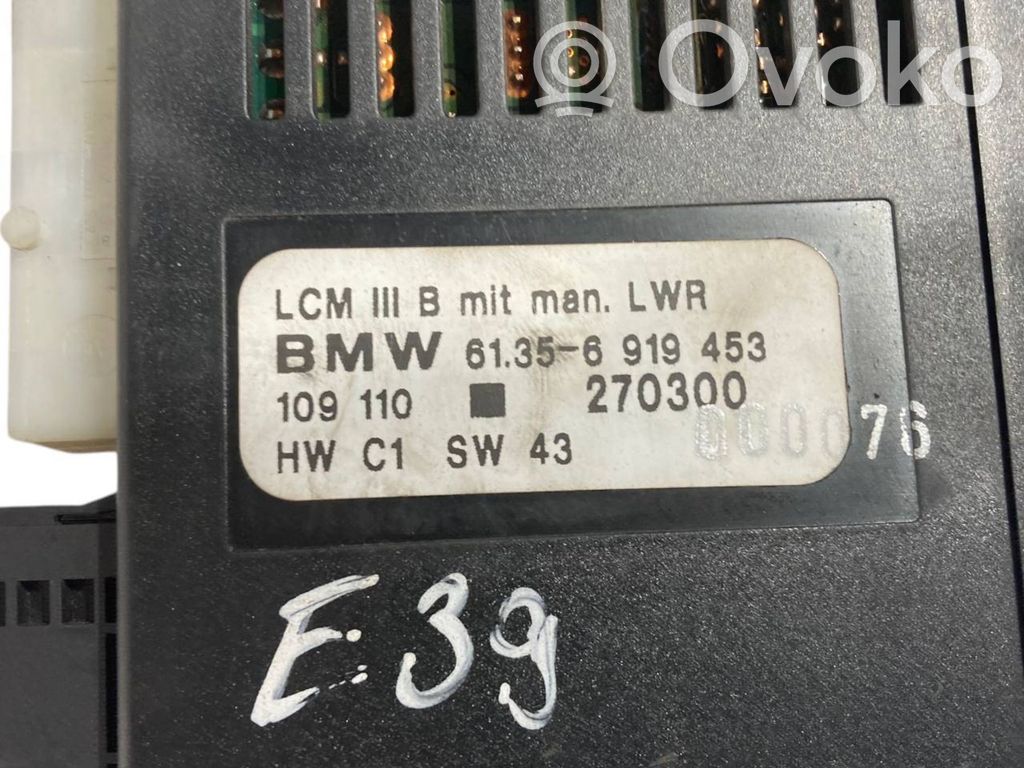 Ovoko
LCM III B mit man. LWR
BMW 61.35-6 919 453
109 110 ■ 270300
000076
HW C1 SW 43
E39